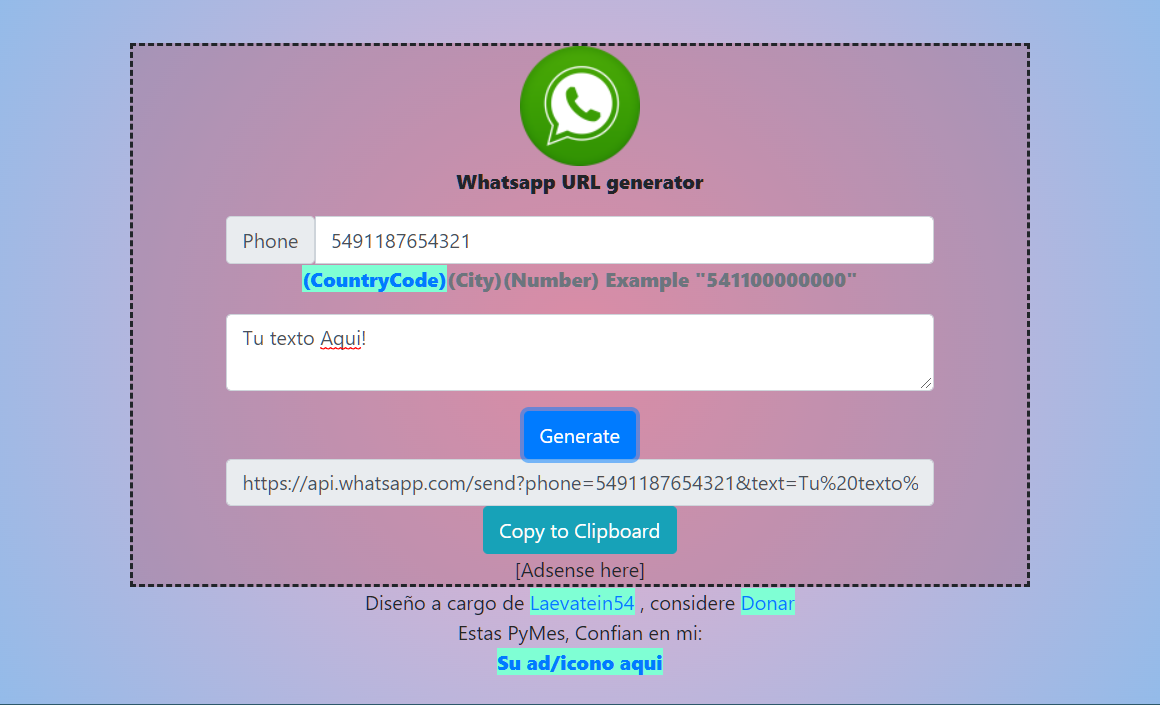 Whatsapp URL generator
Phone 5491187654321
(CountryCode)(City)(Number) Example "541100000000"
Tu texto Aqui!
Generate
https://api.whatsapp.com/send?phone=5491187654321&text=Tu%20texto%
Copy to Clipboard
[Adsense here]
Diseño a cargo de Laevatein54 , considere Donar
Estas PyMes, Confian en mi:
Su ad/icono aqui